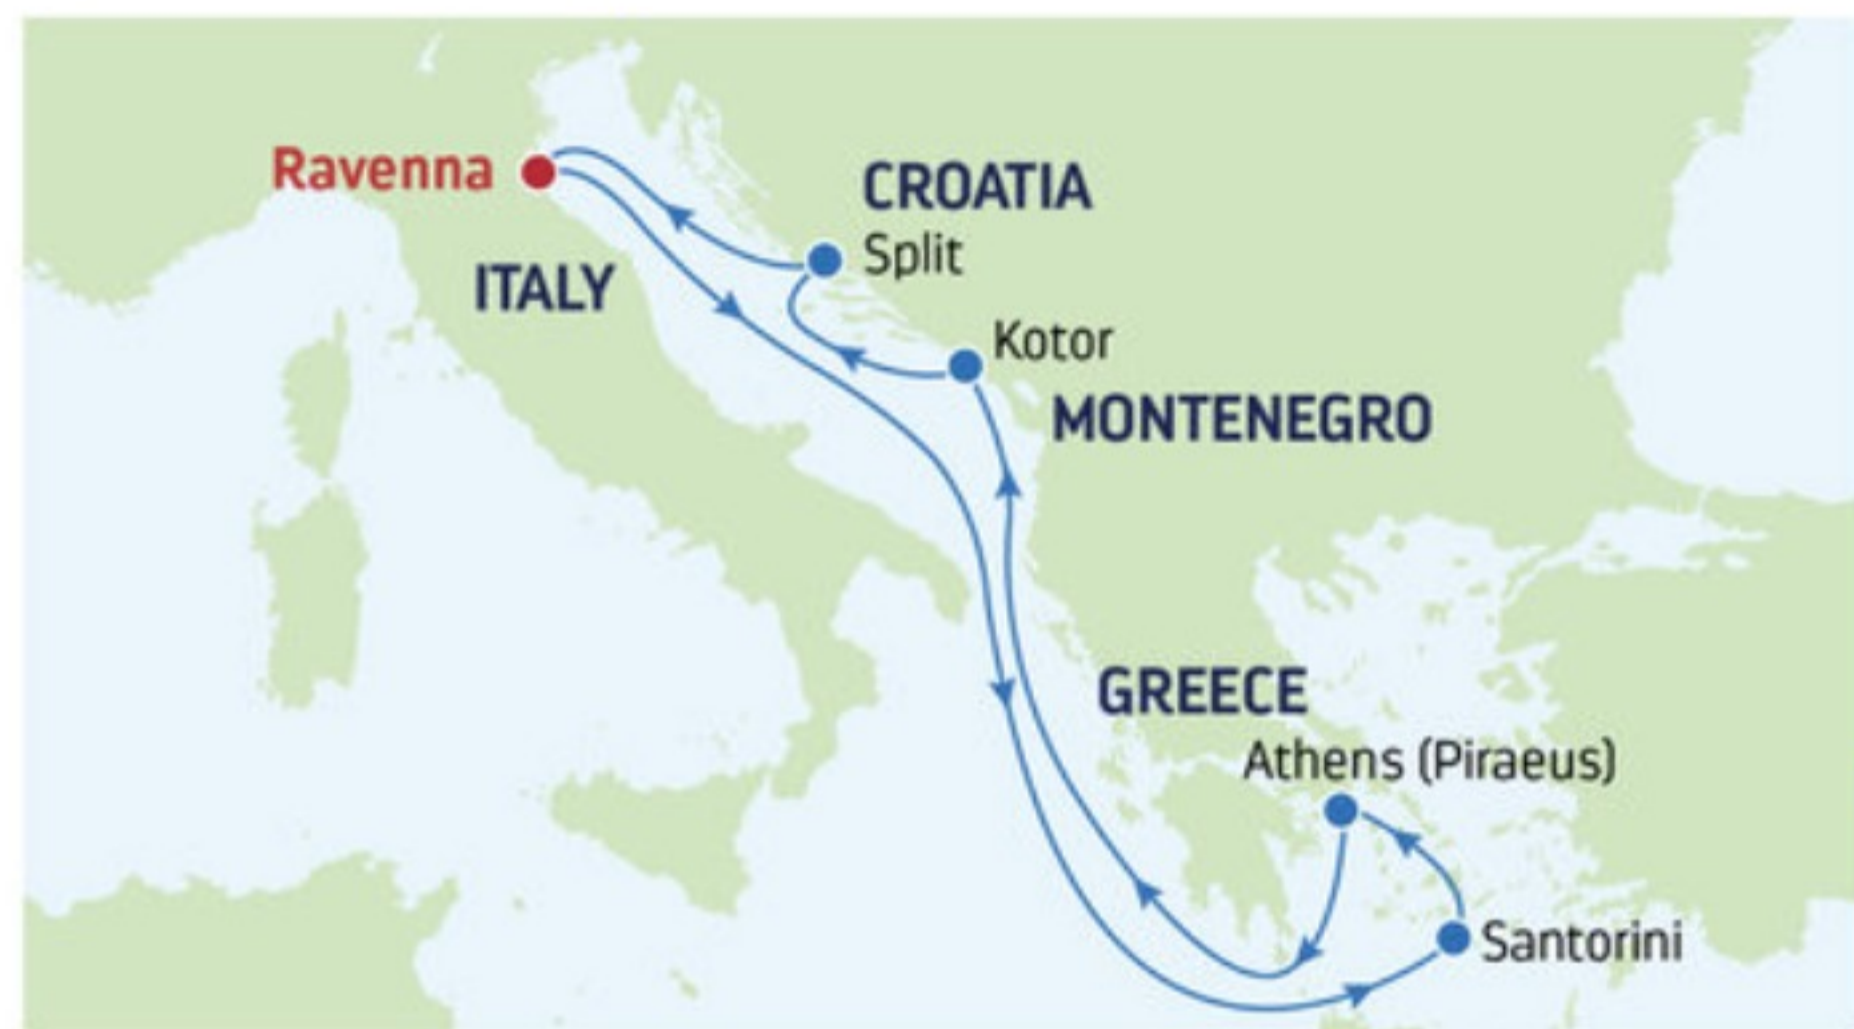 Ravenna
CROATIA
Split
ITALY
Kotor
MONTENEGRO
GREECE
Athens (Piraeus)
Santorini